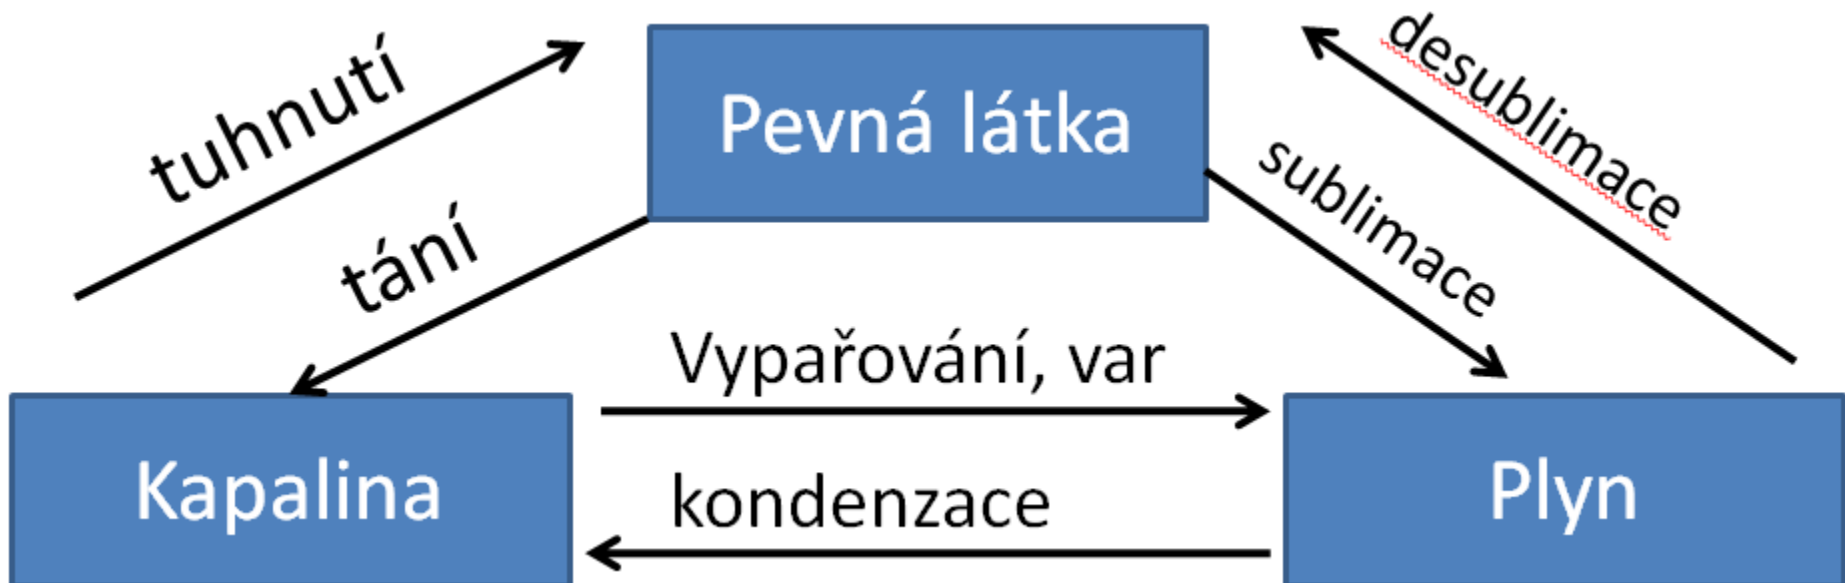 tuhnutí
Pevná látka
desublimace
sublimace
tání
Vypařování, var
Kapalina
kondenzace
Plyn